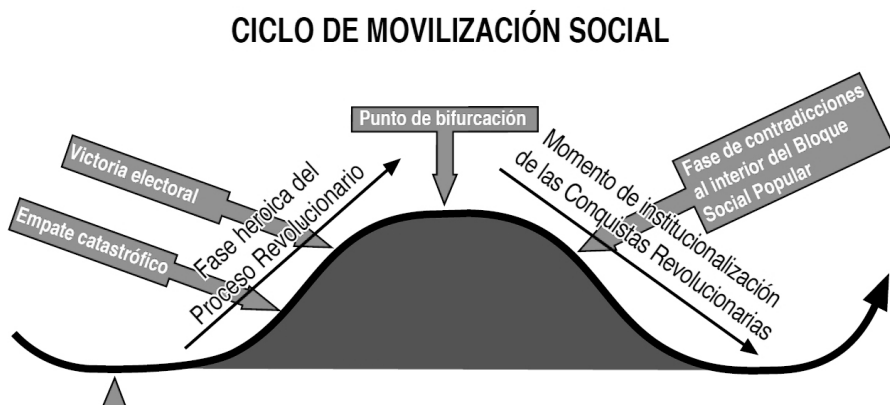 CICLO DE MOVILIZACIÓN SOCIAL
Punto de bifurcación
Victoria electoral
Empate catastrófico
Fase heroica del
Proceso Revolucionario
Momento de institucionalización
de las Conquistas Revolucionarias
Fase de contradicciones
al interior del Bloque
Social Popular